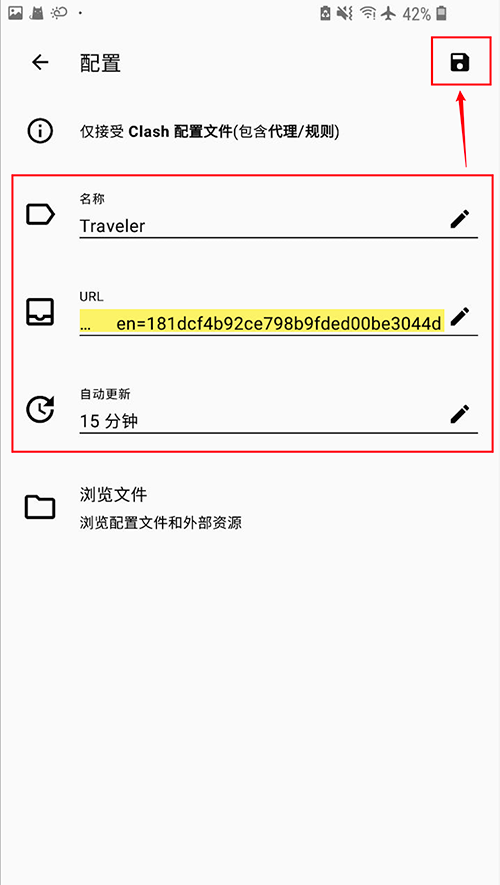 42%
配置
仅接受 Clash 配置文件(包含代理/规则)
名称
Traveler
URL
... en=181dcf4b92ce798b9fded00be3044d
自动更新
15 分钟
浏览文件
浏览配置文件和外部资源